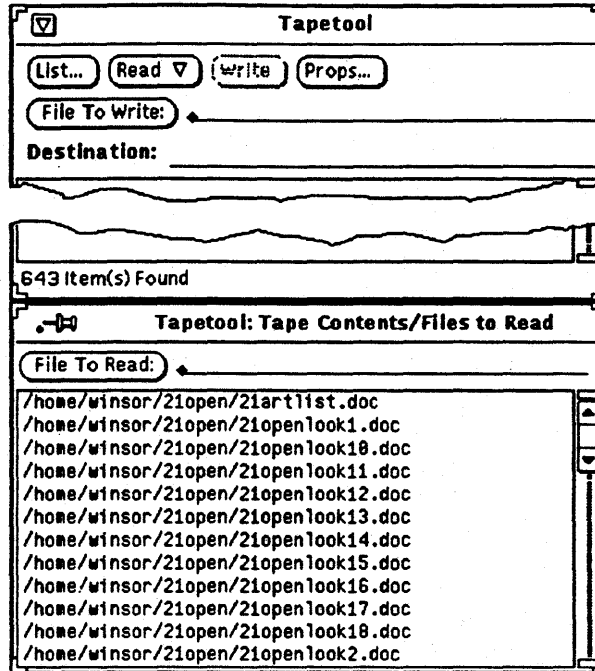 Tapetool
List... Read Write Props...
File To Write:
Destination:
643 Item(s) Found
Tapetool: Tape Contents/Files to Read
File To Read:
/home/winsor/21open/21artlist.doc
/home/winsor/21open/21openlook1.doc
/home/winsor/21open/21openlook10.doc
/home/winsor/21open/21openlook11.doc
/home/winsor/21open/21openlook12.doc
/home/winsor/21open/21openlook13.doc
/home/winsor/21open/21openlook14.doc
/home/winsor/21open/21openlook15.doc
/home/winsor/21open/21openlook16.doc
/home/winsor/21open/21openlook17.doc
/home/winsor/21open/21openlook18.doc
/home/winsor/21open/21openlook2.doc